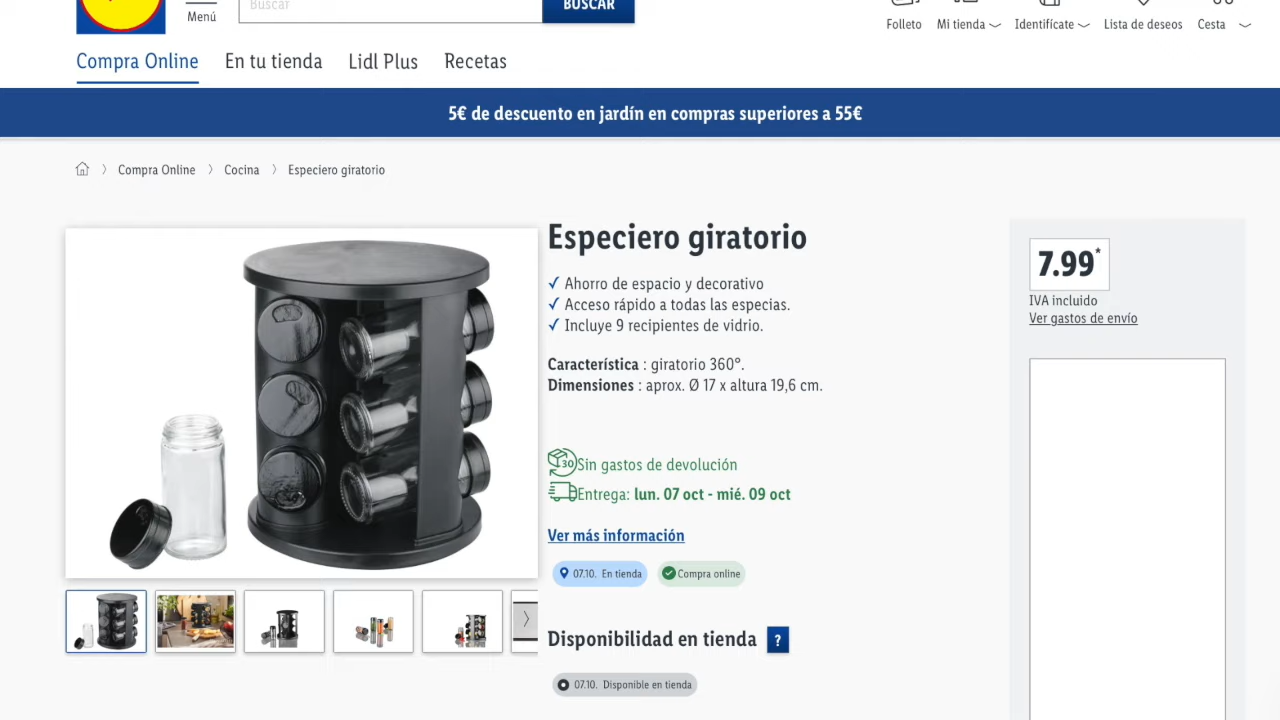 Buscar
BUSCAR
Menú
Folleto
Mi tienda
Identifícate
Lista de deseos
Cesta
Compra Online
En tu tienda
Lidl Plus
Recetas
5€ de descuento en jardín en compras superiores a 55€
Compra Online
Cocina
Especiero giratorio
Especiero giratorio
Ahorro de espacio y decorativo
Acceso rápido a todas las especias.
Incluye 9 recipientes de vidrio.
Característica : giratorio 360°.
Dimensiones : aprox. Ø 17 x altura 19,6 cm.
30 Sin gastos de devolución
Entrega: lun. 07 oct - mié. 09 oct
Ver más información
07.10. En tienda
Compra online
Disponibilidad en tienda ?
07.10. Disponible en tienda
7.99*
IVA incluido
Ver gastos de envío